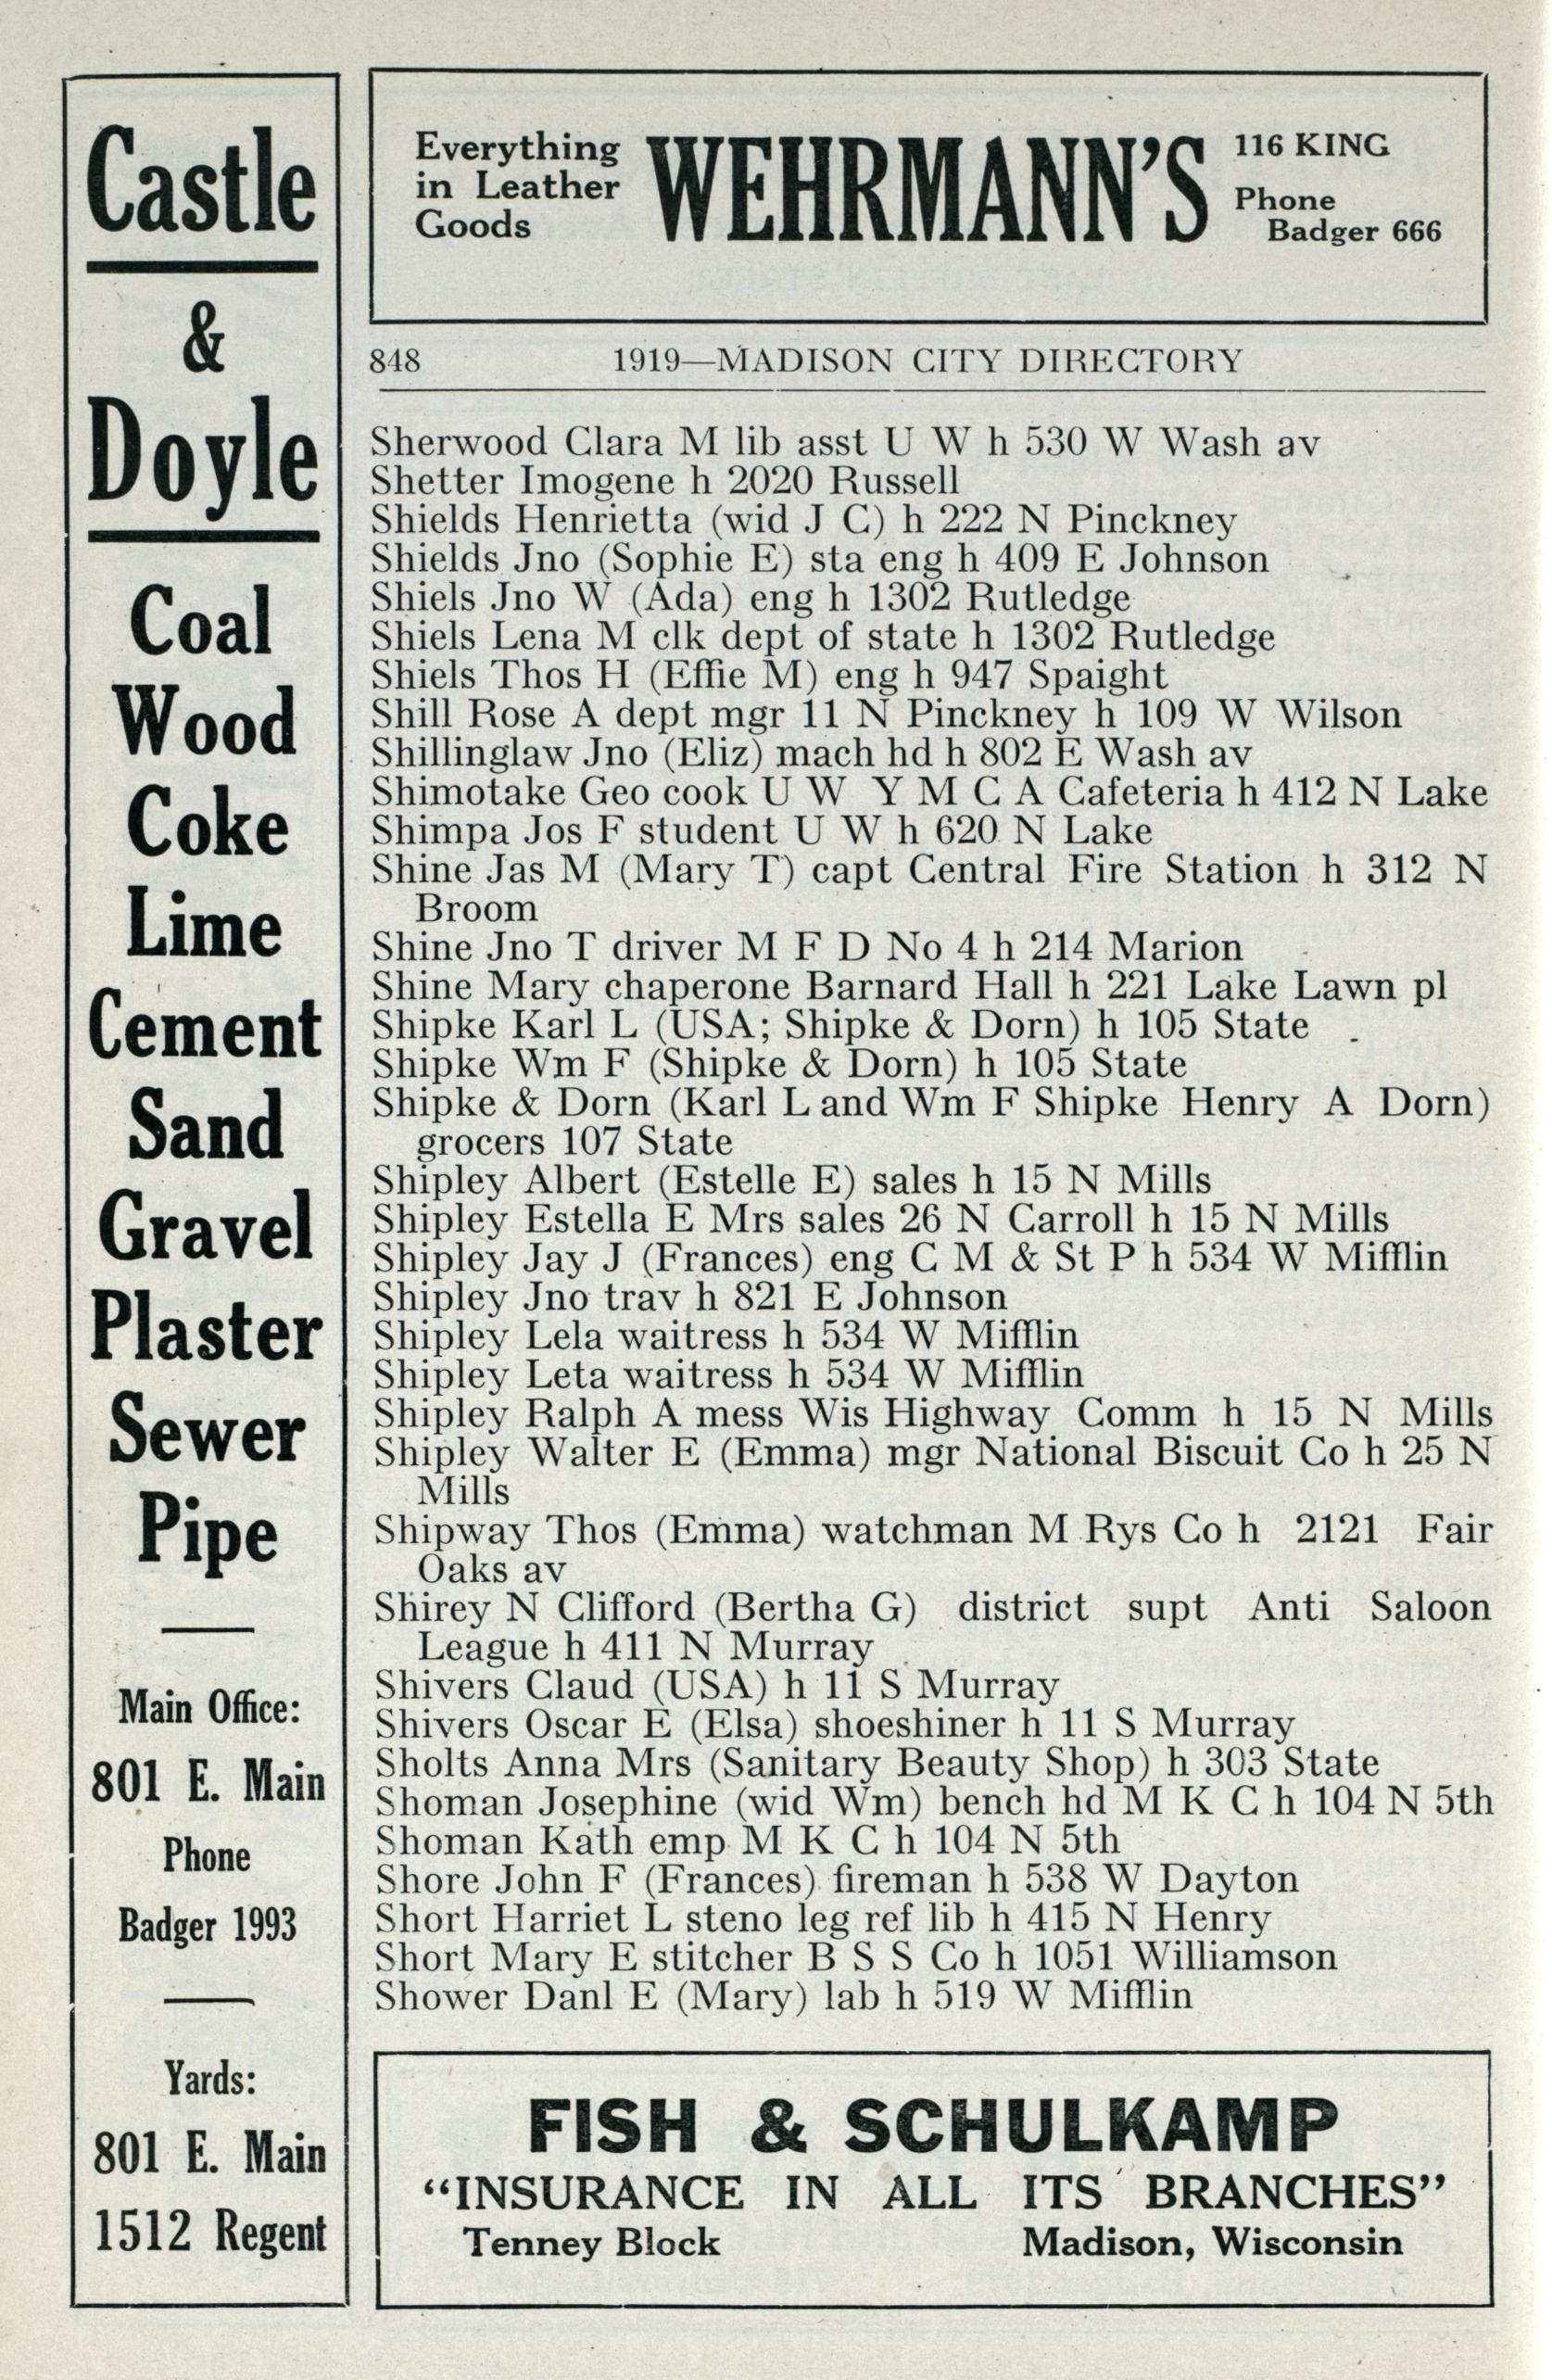 Castle
&
Doyle
Coal
Wood
Coke
Lime
Cement
Sand
Gravel
Plaster
Sewer
Pipe
Main Office:
801 E. Main
Phone
Badger 1993
Yards:
801 E. Main
1512 Regent
Everything
in Leather
Goods
WEHRMANN'S
116 KING
Phone
Badger 666
848 1919—MADISON CITY DIRECTORY
Sherwood Clara M lib asst U W h 530 W Wash av
Shetter Imogene h 2020 Russell
Shields Henrietta (wid J C) h 222 N Pinckney
Shields Jno (Sophie E) sta eng h 409 E Johnson
Shiels Jno W (Ada) eng h 1302 Rutledge
Shiels Lena M clk dept of state h 1302 Rutledge
Shiels Thos H (Effie M) eng h 947 Spaight
Shill Rose A dept mgr 11 N Pinckney h 109 W Wilson
Shillinglaw Jno (Eliz) mach hd h 802 E Wash av
Shimotake Geo cook U W Y M C A Cafeteria h 412 N Lake
Shimpa Jos F student U W h 620 N Lake
Shine Jas M (Mary T) capt Central Fire Station h 312 N
Broom
Shine Jno T driver M F D No 4 h 214 Marion
Shine Mary chaperone Barnard Hall h 221 Lake Lawn pl
Shipke Karl L (USA; Shipke & Dorn) h 105 State
Shipke Wm F (Shipke & Dorn) h 105 State
Shipke & Dorn (Karl L and Wm F Shipke Henry A Dorn)
grocers 107 State
Shipley Albert (Estelle E) sales h 15 N Mills
Shipley Estella E Mrs sales 26 N Carroll h 15 N Mills
Shipley Jay J (Frances) eng C M & St P h 534 W Mifflin
Shipley Jno trav h 821 E Johnson
Shipley Lela waitress h 534 W Mifflin
Shipley Leta waitress h 534 W Mifflin
Shipley Ralph A mess Wis Highway Comm h 15 N Mills
Shipley Walter E (Emma) mgr National Biscuit Co h 25 N
Mills
Shipway Thos (Emma) watchman M Rys Co h 2121 Fair
Oaks av
Shirey N Clifford (Bertha G) district supt Anti Saloon
League h 411 N Murray
Shivers Claud (USA) h 11 S Murray
Shivers Oscar E (Elsa) shoeshiner h 11 S Murray
Sholts Anna Mrs (Sanitary Beauty Shop) h 303 State
Shoman Josephine (wid Wm) bench hd M K C h 104 N 5th
Shoman Kath emp M K C h 104 N 5th
Shore John F (Frances) fireman h 538 W Dayton
Short Harriet L steno leg ref lib h 415 N Henry
Short Mary E stitcher B S S Co h 1051 Williamson
Shower Danl E (Mary) lab h 519 W Mifflin
FISH & SCHULKAMP
“INSURANCE IN ALL ITS BRANCHES”
Tenney Block Madison, Wisconsin